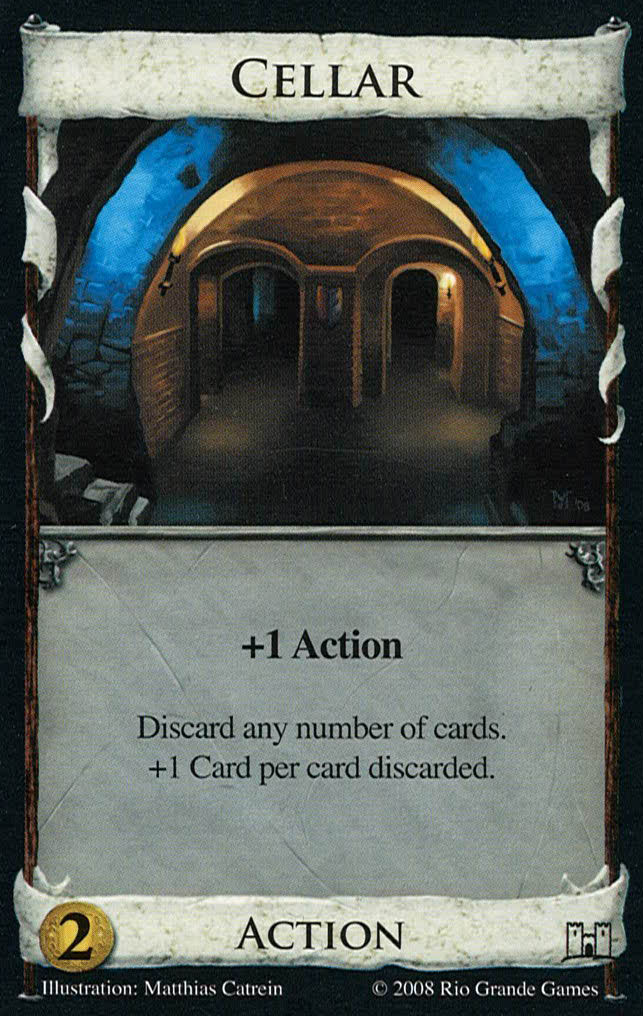 CELLAR
+1 Action
Discard any number of cards.
+1 Card per card discarded.
2
ACTION
Illustration: Matthias Catrein
© 2008 Rio Grande Games